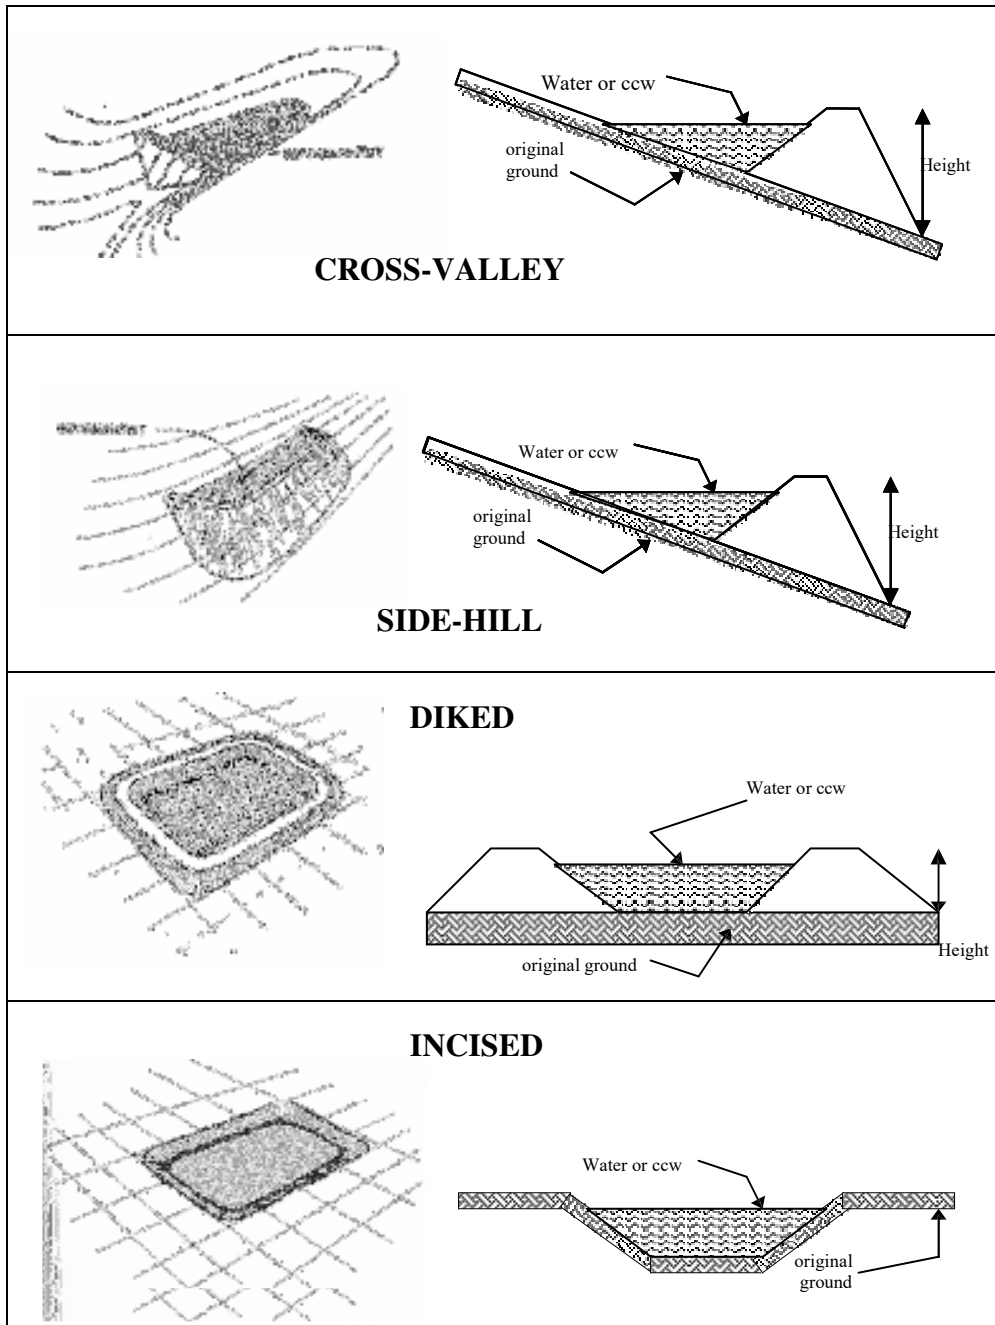 Water or ccw
original
ground
Height
CROSS-VALLEY
Water or ccw
original
ground
Height
SIDE-HILL
DIKED
Water or ccw
original ground
Height
INCISED
Water or ccw
original
ground